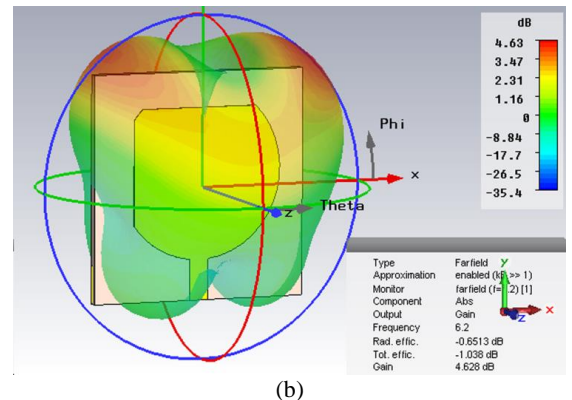 dB
4.63
3.47
2.31
1.16
0
-8.84
-17.7
-26.5
-35.4
Phi
x
Theta
z
Type Farfield
Approximation enabled (kR >> 1)
Monitor farfield (f=6.2) [1]
Component Abs
Output Gain
Frequency 6.2
Rad. effic. -0.6513 dB
Tot. effic. -1.038 dB
Gain 4.628 dB
y
x
z
(b)